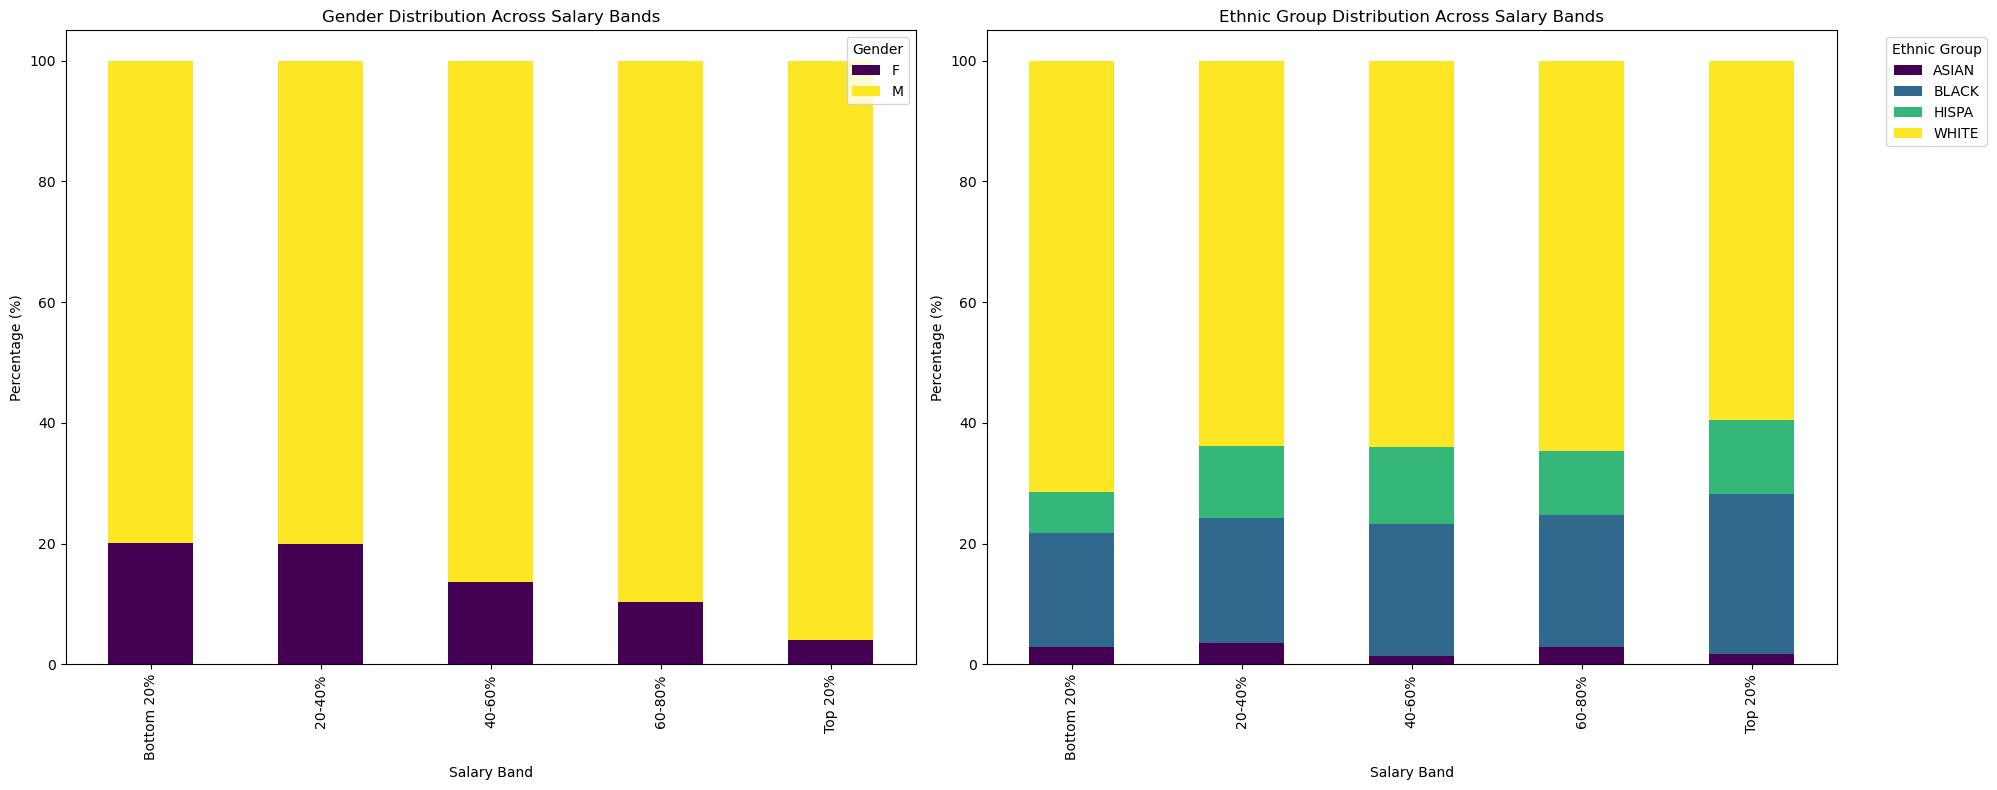 Gender Distribution Across Salary Bands
Gender
F
M
100
80
60
40
20
0
Percentage (%)
Bottom 20%
20-40%
40-60%
60-80%
Top 20%
Salary Band
Ethnic Group Distribution Across Salary Bands
Ethnic Group
ASIAN
BLACK
HISPA
WHITE
100
80
60
40
20
0
Percentage (%)
Bottom 20%
20-40%
40-60%
60-80%
Top 20%
Salary Band